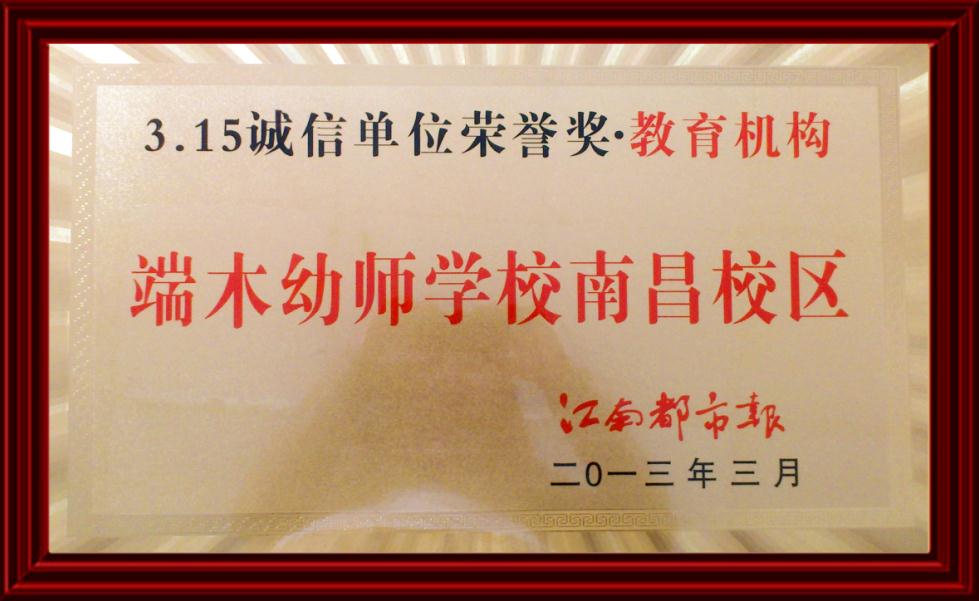 3.15诚信单位荣誉奖·教育机构
端木幼师学校南昌校区
江南都市報
二0一三年三月